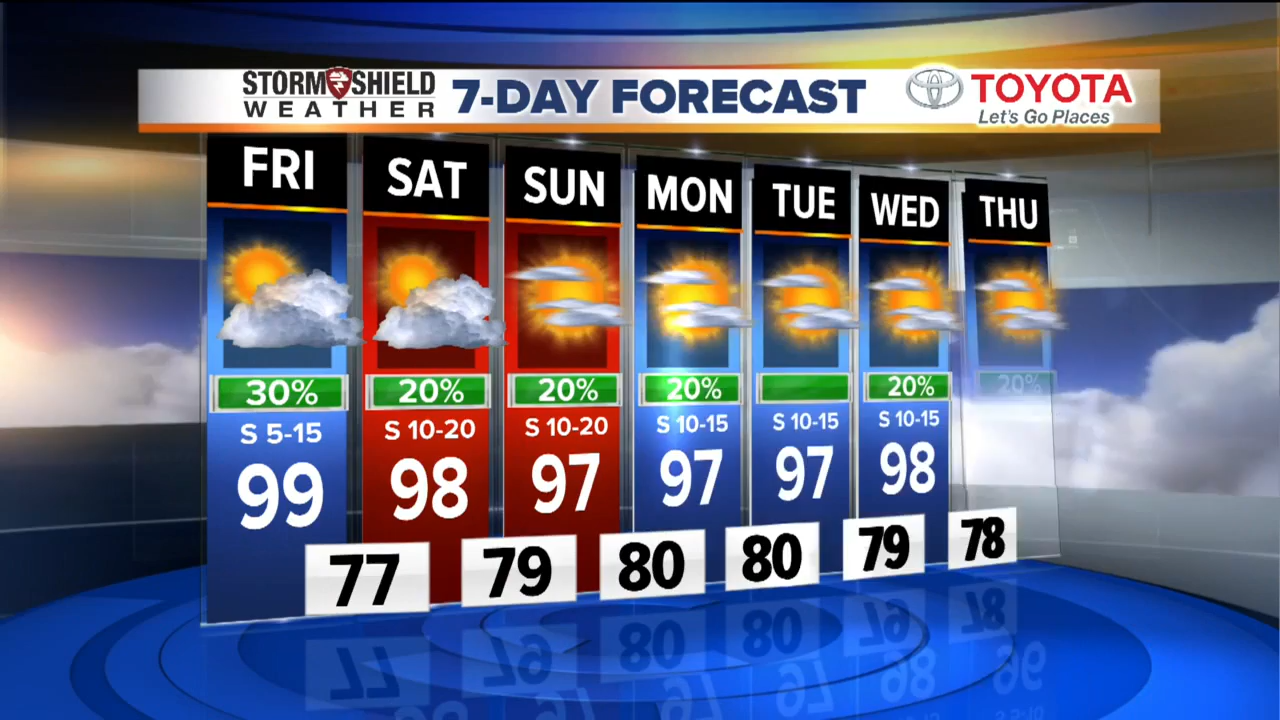 STORM SHIELD
WEATHER
7-DAY FORECAST
TOYOTA
Let's Go Places
FRI
SAT
SUN
MON
TUE
WED
THU
30%
20%
20%
20%
20%
20%
S 5-15
S 10-20
S 10-20
S 10-15
S 10-15
S 10-15
99
98
97
97
97
98
77
79
80
80
79
78